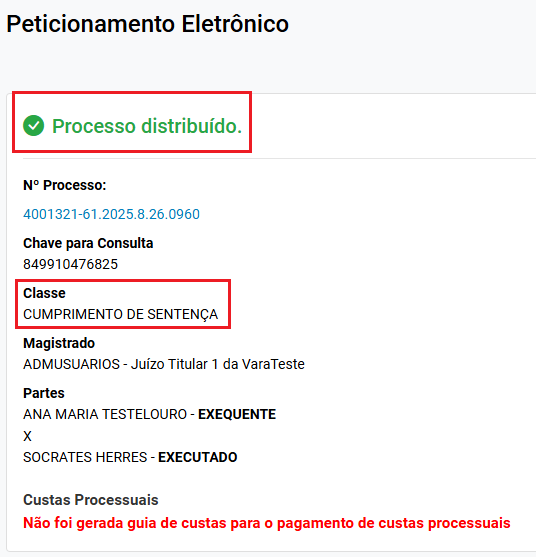 Peticionamento Eletrônico
Processo distribuído.
Nº Processo:
4001321-61.2025.8.26.0960
Chave para Consulta
849910476825
Classe
CUMPRIMENTO DE SENTENÇA
Magistrado
ADMUSUARIOS - Juízo Titular 1 da VaraTeste
Partes
ANA MARIA TESTELOURO - EXEQUENTE
X
SOCRATES HERRES - EXECUTADO
Custas Processuais
Não foi gerada guia de custas para o pagamento de custas processuais